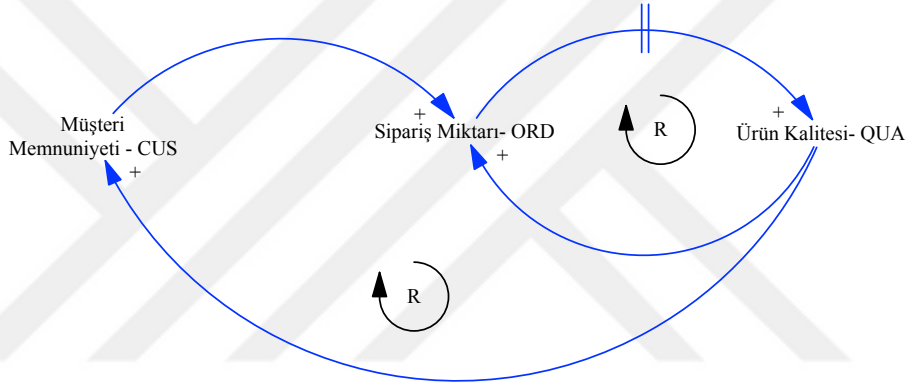 +
+
+
+
Müşteri
Memnuniyeti - CUS
Sipariş Miktarı- ORD
Ürün Kalitesi- QUA
R
R